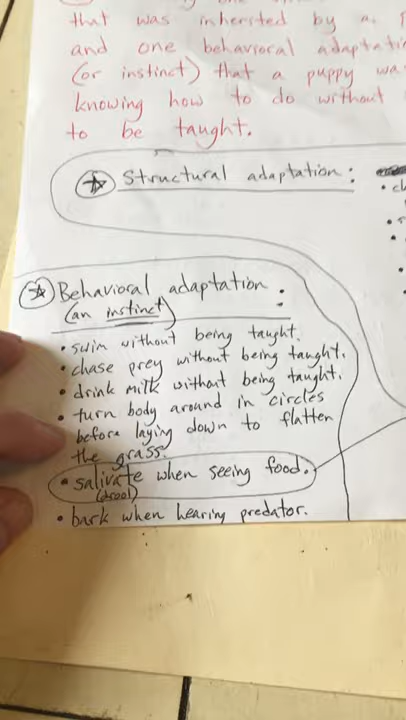 that was inherited by a
and one behavioral
(or instinct) that a puppy
knowing how to do without
to be taught.
Structural adaptation:
Behavioral adaptation:
(an instinct)
• swim without being taught.
• chase prey without being taught.
• drink milk without being taught.
• turn body around in circles
before laying down to flatten
the grass.
• salivate when seeing food.
(drool)
• bark when hearing predator.